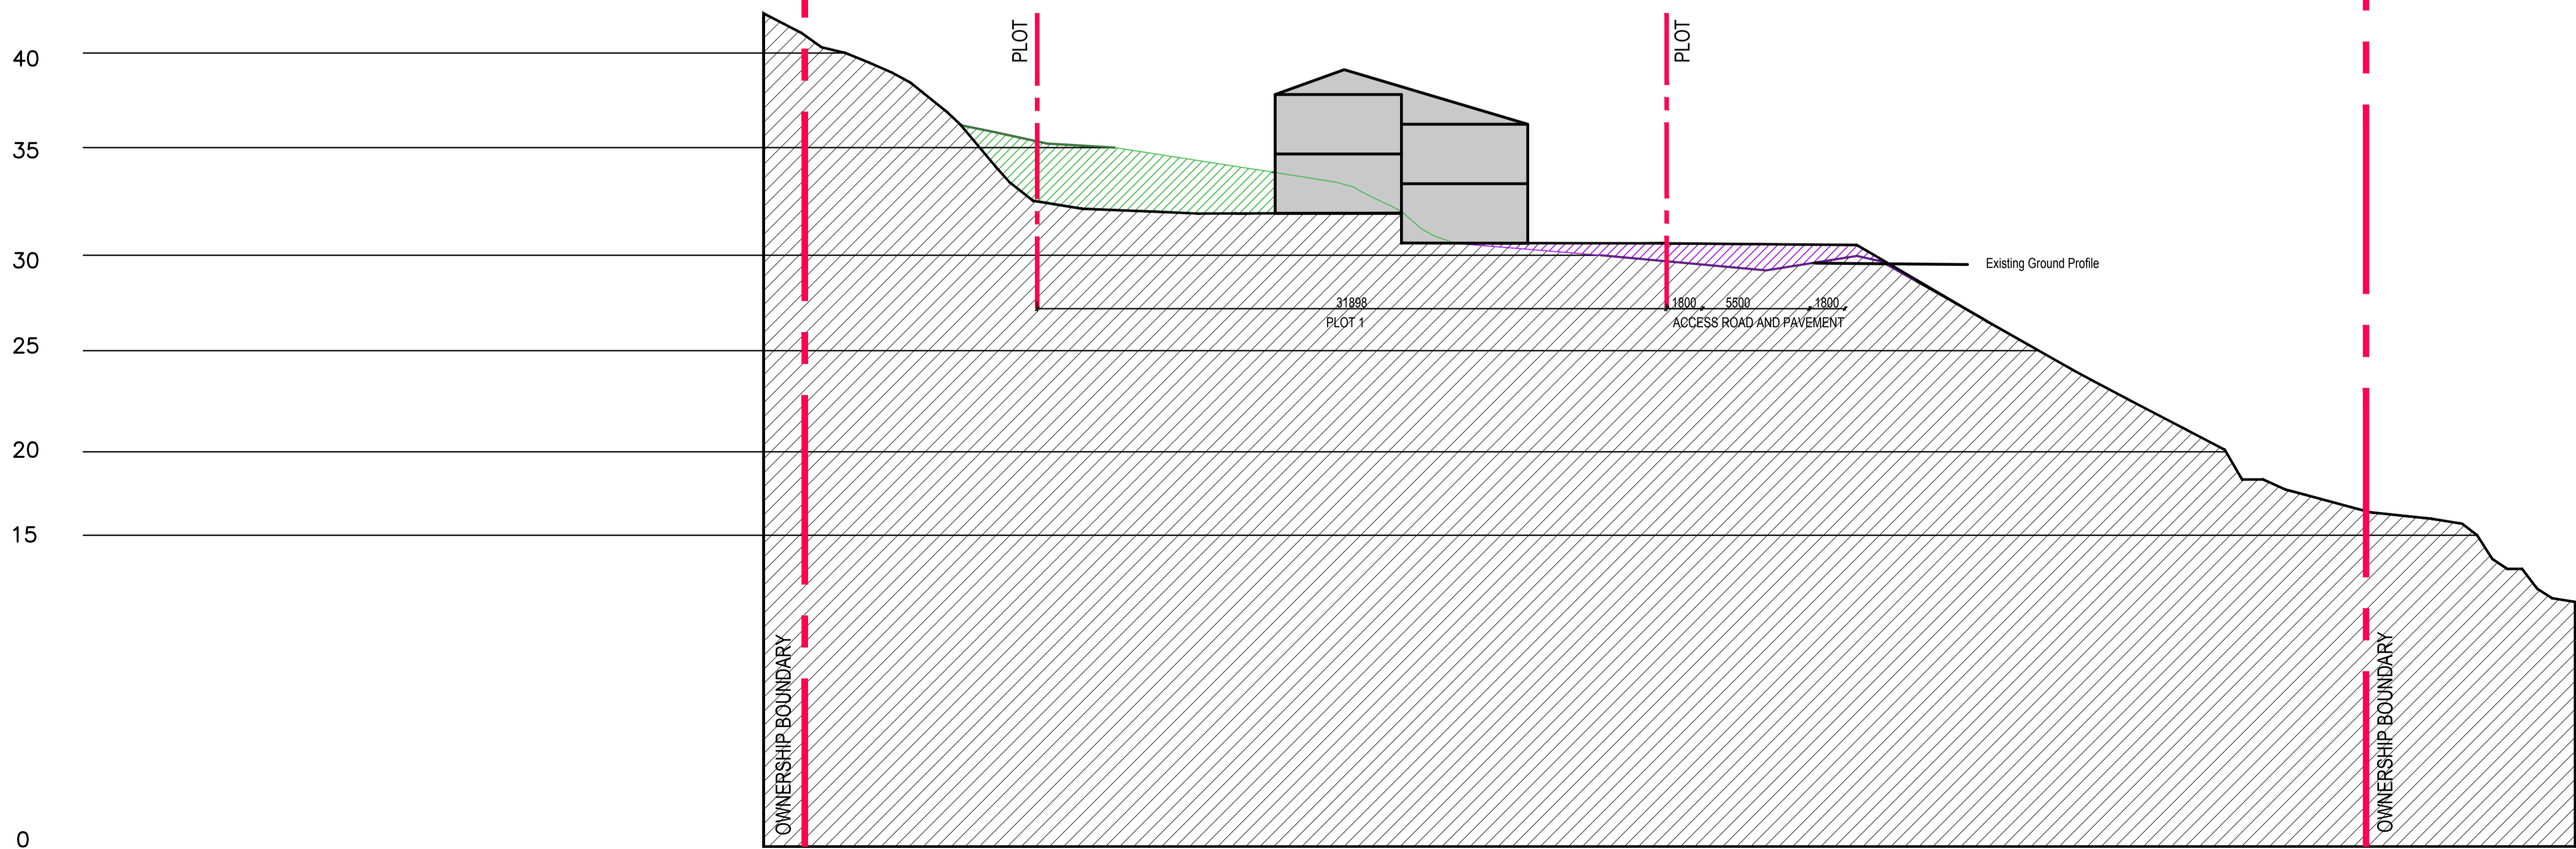 40
PLOT
PLOT
35
30
Existing Ground Profile
31898
1800
5500
1800
PLOT 1
ACCESS ROAD AND PAVEMENT
25
20
15
OWNERSHIP BOUNDARY
OWNERSHIP BOUNDARY
0